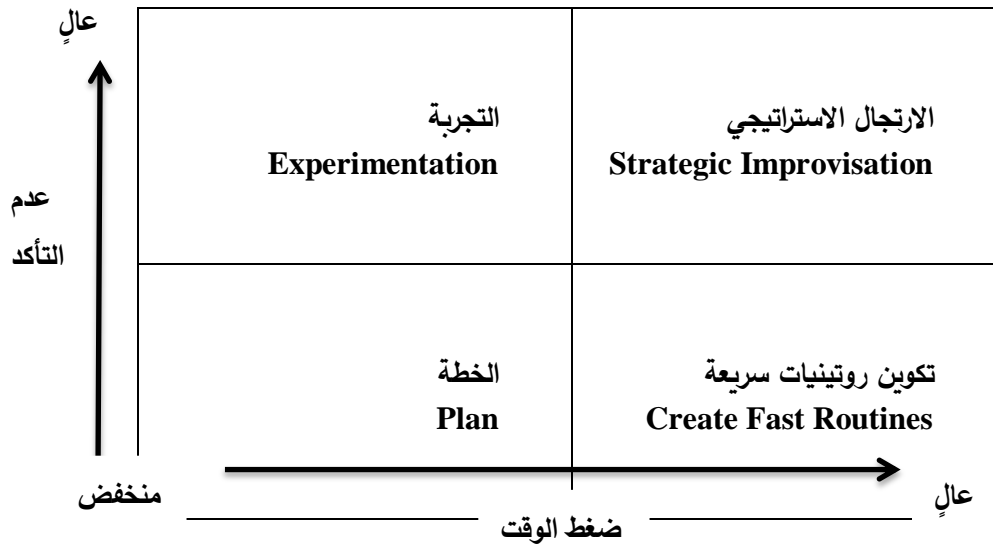 عالٍ
الارتجال الاستراتيجي
Strategic Improvisation
التجربة
Experimentation
عدم
التأكد
تكوين روتينيات سريعة
Create Fast Routines
الخطة
Plan
منخفض
عالٍ
ضغط الوقت